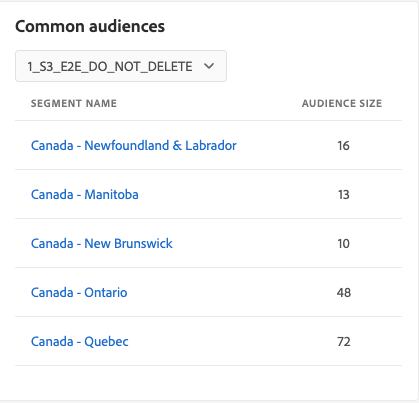 Common audiences
1_S3_E2E_DO_NOT_DELETE
SEGMENT NAME AUDIENCE SIZE
Canada - Newfoundland & Labrador 16
Canada - Manitoba 13
Canada - New Brunswick 10
Canada - Ontario 48
Canada - Quebec 72